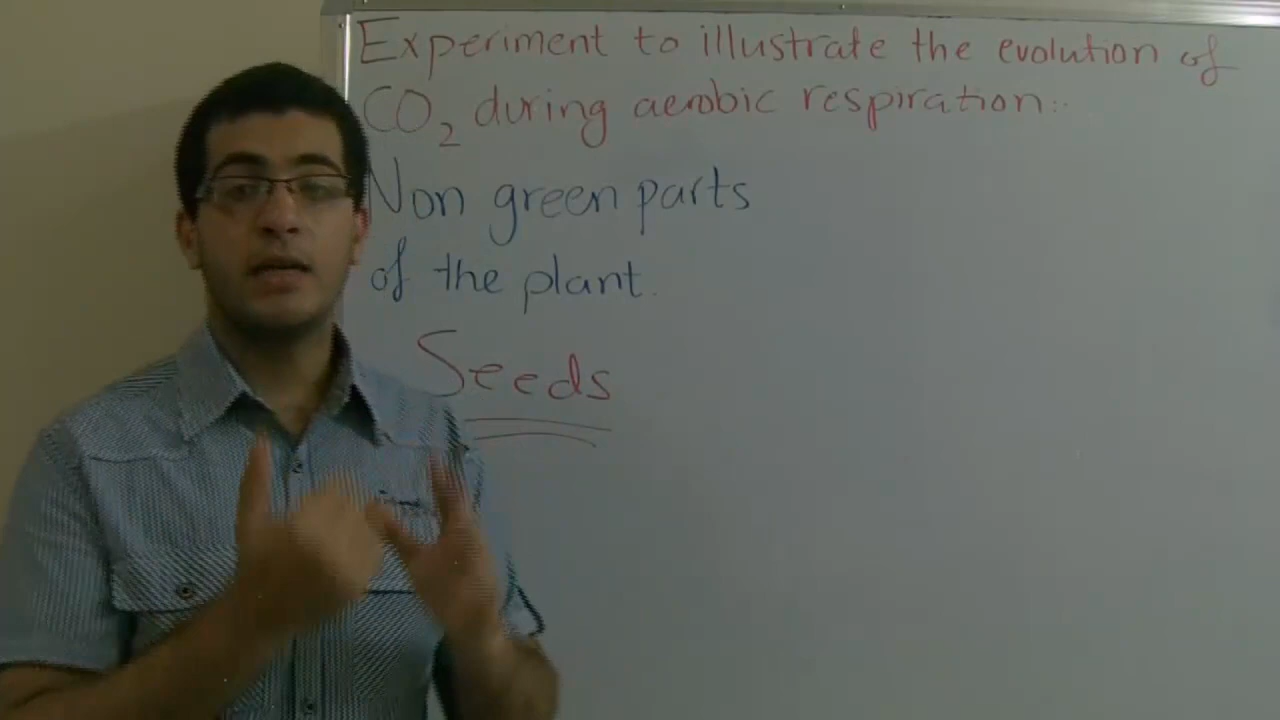 Experiment to illustrate the evolution of
CO₂ during aerobic respiration:.
Non green parts
of the plant.
Seeds